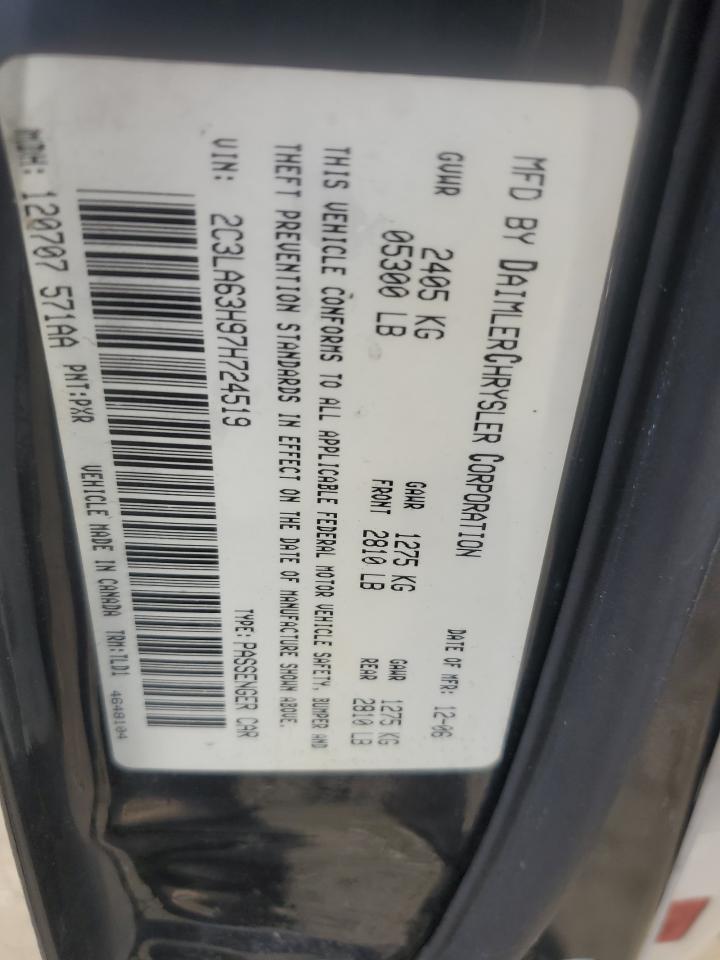 MFD BY DAIMLERCHRYSLER CORPORATION
DATE OF MFR: 12-06
GVWR 2405 KG
05300 LB
GAWR FRONT 1275 KG
2810 LB
GAWR REAR 1275 KG
2810 LB
THIS VEHICLE CONFORMS TO ALL APPLICABLE FEDERAL MOTOR VEHICLE SAFETY, BUMPER AND
THEFT PREVENTION STANDARDS IN EFFECT ON THE DATE OF MANUFACTURE SHOWN ABOVE.
VIN: 2C3LA63H97H724519 TYPE: PASSENGER CAR
MDH: 120707 571AA PNT:PXR VEHICLE MADE IN CANADA TRM:TLD1 4648104